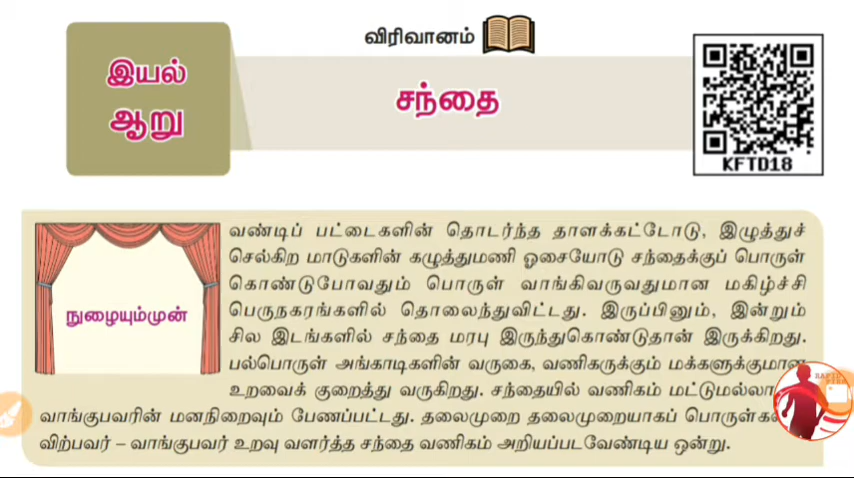 விரிவானம்
இயல்
ஆறு
சந்தை
KFTD18
நுழையும்முன்
வண்டிப் பட்டைகளின் தொடர்ந்த தாளக்கட்டோடு, இழுத்துச்
செல்கிற மாடுகளின் கழுத்துமணி ஓசையோடு சந்தைக்குப் பொருள்
கொண்டுபோவதும் பொருள் வாங்கிவருவதுமான மகிழ்ச்சி
பெருநகரங்களில் தொலைந்துவிட்டது. இருப்பினும், இன்றும்
சில இடங்களில் சந்தை மரபு இருந்துகொண்டுதான் இருக்கிறது.
பல்பொருள் அங்காடிகளின் வருகை, வணிகருக்கும் மக்களுக்குமான
உறவைக் குறைத்து வருகிறது. சந்தையில் வணிகம்
வாங்குபவரின் மனநிறைவும் பேணப்பட்டது. தலைமுறை தலைமுறையாகப்
விற்பவர் – வாங்குபவர் உறவு வளர்த்த சந்தை வணிகம் அறியப்படவேண்டிய ஒன்று.